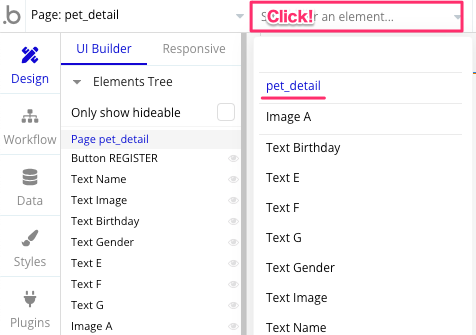 .b Page: pet_detail
Click! r an element...
UI Builder Responsive
Design
Elements Tree
pet_detail
Only show hideable
Image A
Page pet_detail
Workflow
Button REGISTER
Text Birthday
Text Name
Text E
Text Image
Data
Text Birthday
Text F
Text Gender
Text G
Text E
Styles
Text Gender
Text F
Text Image
Text G
Plugins
Image A
Text Name